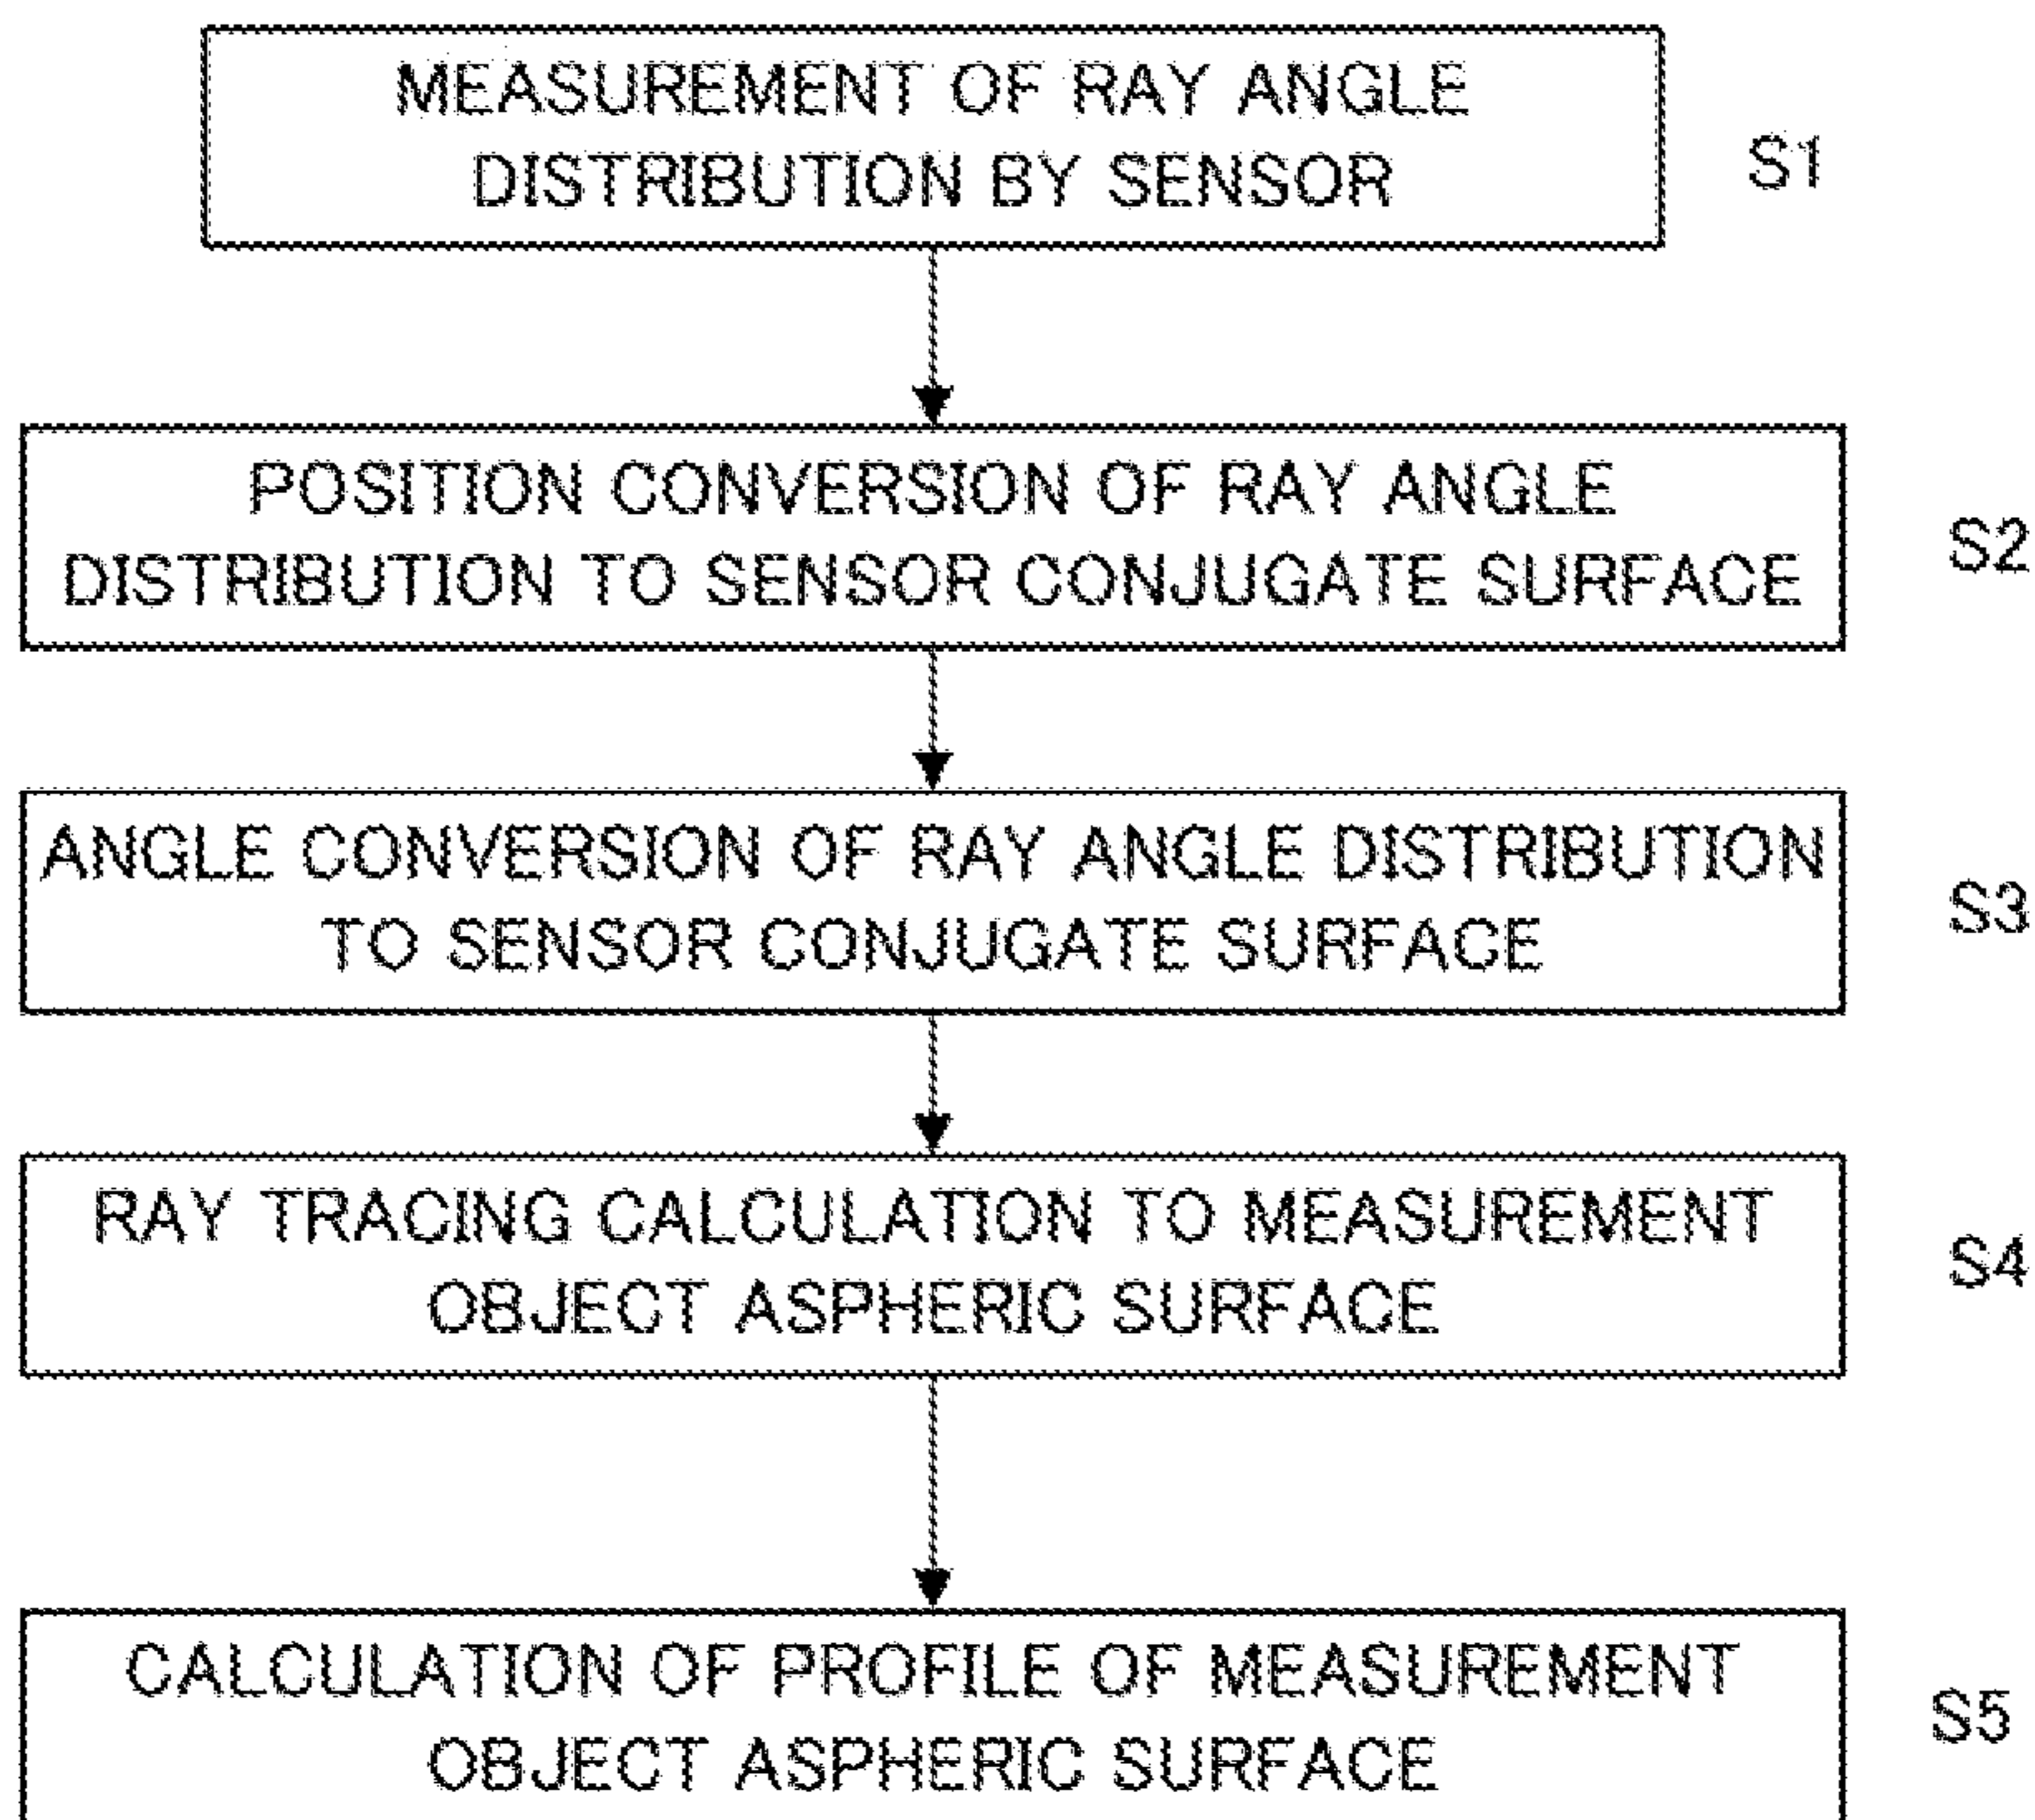 MEASUREMENT OF RAY ANGLE
DISTRIBUTION BY SENSOR
S1
POSITION CONVERSION OF RAY ANGLE
DISTRIBUTION TO SENSOR CONJUGATE SURFACE
S2
ANGLE CONVERSION OF RAY ANGLE DISTRIBUTION
TO SENSOR CONJUGATE SURFACE
S3
RAY TRACING CALCULATION TO MEASUREMENT
OBJECT ASPHERIC SURFACE
S4
CALCULATION OF PROFILE OF MEASUREMENT
OBJECT ASPHERIC SURFACE
S5